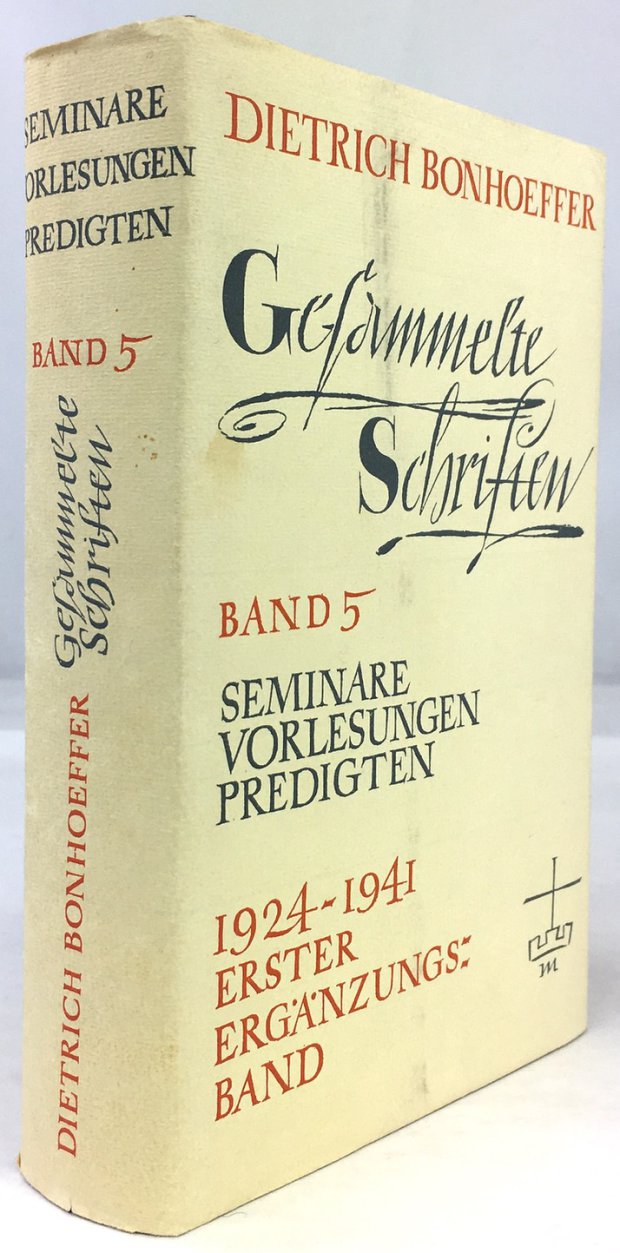 SEMINARE
VORLESUNGEN
PREDIGTEN
BAND 5
Gesammelte
Schriften
DIETRICH BONHOEFFER
DIETRICH BONHOEFFER
Gesammelte
Schriften
BAND 5
SEMINARE
VORLESUNGEN
PREDIGTEN
1924-1941
ERSTER
ERGÄNZUNGS=
BAND
m